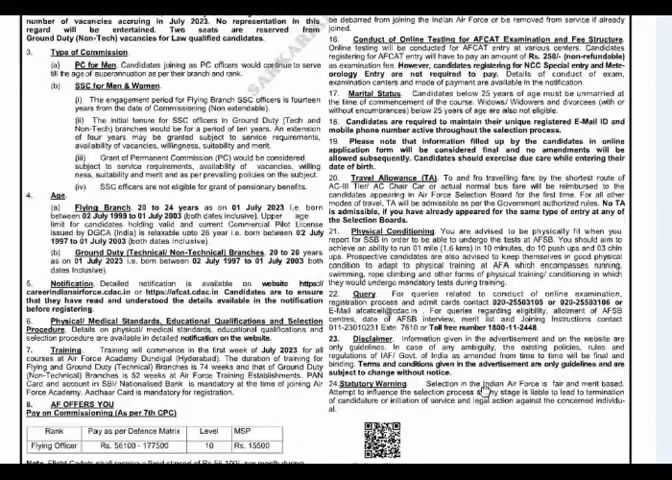 number of vacancies accruing in July 2023. No representation in this
regard will be entertained. Two seats are reserved from
Ground Duty (Non-Tech) vacancies for Law qualified candidates.
3. Type of Commission
(a) PC for Men. Candidates joining as PC officers would continue to serve
till the age of superannuation as per their branch and rank.
(b) SSC for Men & Women.
(i) The engagement period for Flying Branch SSC officers is fourteen
years from the date of Commissioning (Non extendable).
(ii) The initial tenure for SSC officers in Ground Duty (Tech and
Non-Tech) branches would be for a period of ten years. An extension
of four years may be granted subject to service requirements,
availability of vacancies, willingness, suitability and merit.
(iii) Grant of Permanent Commission (PC) would be considered
subject to service requirements, availability of vacancies, willing
ness, suitability and merit and as per prevailing policies on the subject.
(iv) SSC officers are not eligible for grant of pensionary benefits.
4. Age
(a) Flying Branch. 20 to 24 years as on 01 July 2023 i.e born
between 02 July 1999 to 01 July 2003 (both dates inclusive). Upper age
limit for candidates holding valid and current Commercial Pilot License
issued by DGCA (India) is relaxable upto 26 year i.e. born between 02 July
1997 to 01 July 2003 (both dates inclusive).
(b) Ground Duty (Technical/ Non-Technical) Branches. 20 to 26 years
as on 01 July 2023 i.e. born between 02 July 1997 to 01 July 2003 both
dates Inclusive).
5. Notification. Detailed notification is available on website https://
careerindianairforce.cdac.in or https://afcat.cdac.in Candidates are to ensure
that they have read and understood the details available in the notification
before registering.
6. Physical/ Medical Standards, Educational Qualifications and Selection
Procedure. Details on physical/ medical standards, educational qualifications and
selection procedure are available in detailed notification on the website.
7. Training. Training will commence in the first week of July 2023 for all
courses at Air Force Academy Dundigal (Hyderabad). The duration of training for
Flying and Ground Duty (Technical) Branches is 74 weeks and that of Ground Duty
(Non-Technical) Branches is 52 weeks at Air Force Training Establishments. PAN
Card and account in SBI/ Nationalised Bank is mandatory at the time of joining Air
Force Academy. Aadhaar Card is mandatory for registration.
8. AF OFFERS YOU
Pay on Commissioning (As per 7th CPC)
Rank Pay as per Defence Matrix Level MSP
Flying Officer Rs. 56100 - 177500 10 Rs. 15500
be debarred from joining the Indian Air Force or be removed from service if already
joined.
16. Conduct of Online Testing for AFCAT Examination and Fee Structure.
Online testing will be conducted for AFCAT entry at various centers. Candidates
registering for AFCAT entry will have to pay an amount of Rs. 250/- (non-refundable)
as examination fee. However, candidates registering for NCC Special entry and Mete-
orology Entry are not required to pay. Details of conduct of exam,
examination centers and mode of payment are available in the notification.
17. Marital Status. Candidates below 25 years of age must be unmarried at
the time of commencement of course. Widows/ Widowers and divorcees (with or
without encumbrances) below 25 years of age are also not eligible.
18. Candidates are required to maintain their unique registered E-Mail ID and
mobile phone number active throughout the selection process.
19. Please note that information filled up by the candidates in online
application form will be considered final and no amendments will be
allowed subsequently. Candidates should exercise due care while entering their
date of birth.
20. Travel Allowance (TA). To and fro travelling fare by the shortest route of
AC-III Tier/ AC Chair Car or actual normal bus fare will be reimbursed to the
candidates appearing in Air Force Selection Board for the first time. For all other
modes of travel, TA will be admissible as per the Government authorized rules. No TA
is admissible, if you have already appeared for the same type of entry at any of
the Selection Boards.
21. Physical Conditioning. You are advised to be physically fit when you
report for SSB in order to be able to undergo the tests at AFSB. You should aim to
achieve an ability to run 01 mile (1.6 kms) in 10 minutes, do 10 push ups and 03 chin
ups. Prospective candidates are also advised to keep themselves in good physical
condition to adapt to physical training at AFA which encompasses running,
swimming, rope climbing and other forms of physical training/ conditioning in which
they would undergo mandatory tests during training.
22. Query For queries related to conduct of online examination,
registration process and admit cards contact 020-25503105 or 020-25503106 or
E-Mail afcatcell@cdac.in . For queries regarding eligibility, allotment of AFSB
centres, date of AFSB interview, merit list and Joining Instructions contact
011-23010231 Extn 7610 or Toll free number 1800-11-2448.
23. Disclaimer. Information given in the advertisement and on the website are
only guidelines. In case of any ambiguity, the existing policies, rules and
regulations of IAF/ Govt. of India as amended from time to time will be final and
binding. Terms and conditions given in the advertisement are only guidelines and are
subject to change without notice.
24. Statutory Warning. Selection in the Indian Air Force is fair and merit based.
Attempt to influence the selection process at any stage is liable to lead to termination
of candidature or initiation of service and legal action against the concerned individu-
al.